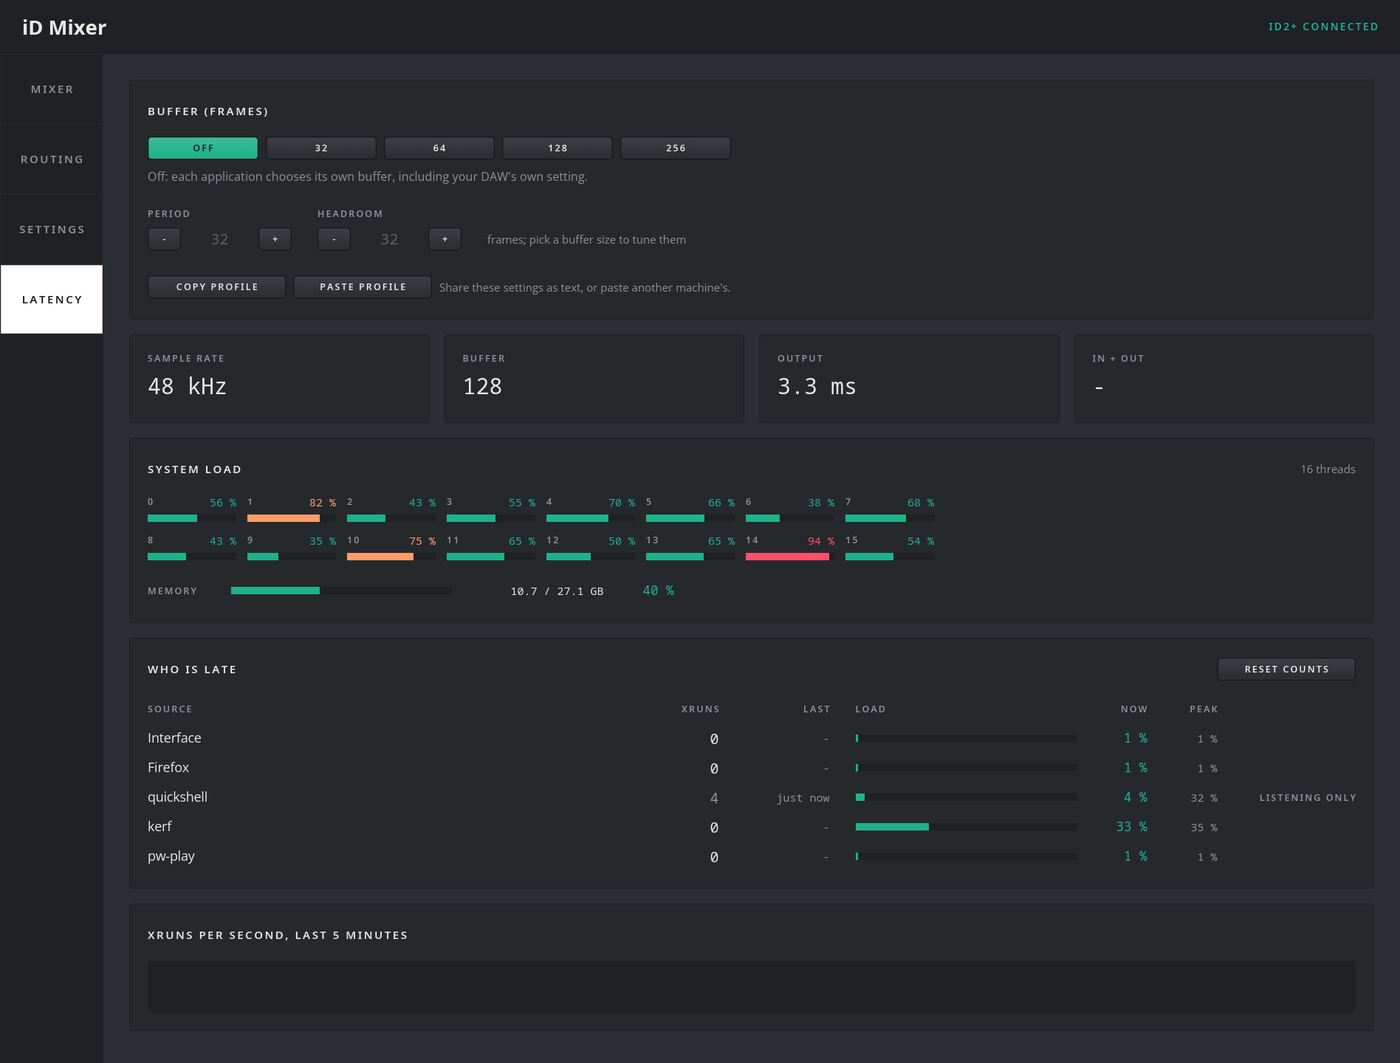 iD Mixer
ID2+ CONNECTED
MIXER
ROUTING
SETTINGS
LATENCY
BUFFER (FRAMES)
OFF 32 64 128 256
Off: each application chooses its own buffer, including your DAW's own setting.
PERIOD HEADROOM
- 32 + - 32 + frames; pick a buffer size to tune them
COPY PROFILE PASTE PROFILE Share these settings as text, or paste another machine's.
SAMPLE RATE BUFFER OUTPUT IN + OUT
48 kHz 128 3.3 ms -
SYSTEM LOAD 16 threads
0 56 % 1 82 % 2 43 % 3 55 % 4 70 % 5 66 % 6 38 % 7 68 %
8 43 % 9 35 % 10 75 % 11 65 % 12 50 % 13 65 % 14 94 % 15 54 %
MEMORY 10.7 / 27.1 GB 40 %
WHO IS LATE RESET COUNTS
SOURCE XRUNS LAST LOAD NOW PEAK
Interface 0 - 1 % 1 %
Firefox 0 - 1 % 1 %
quickshell 4 just now 4 % 32 % LISTENING ONLY
kerf 0 - 33 % 35 %
pw-play 0 - 1 % 1 %
XRUNS PER SECOND, LAST 5 MINUTES